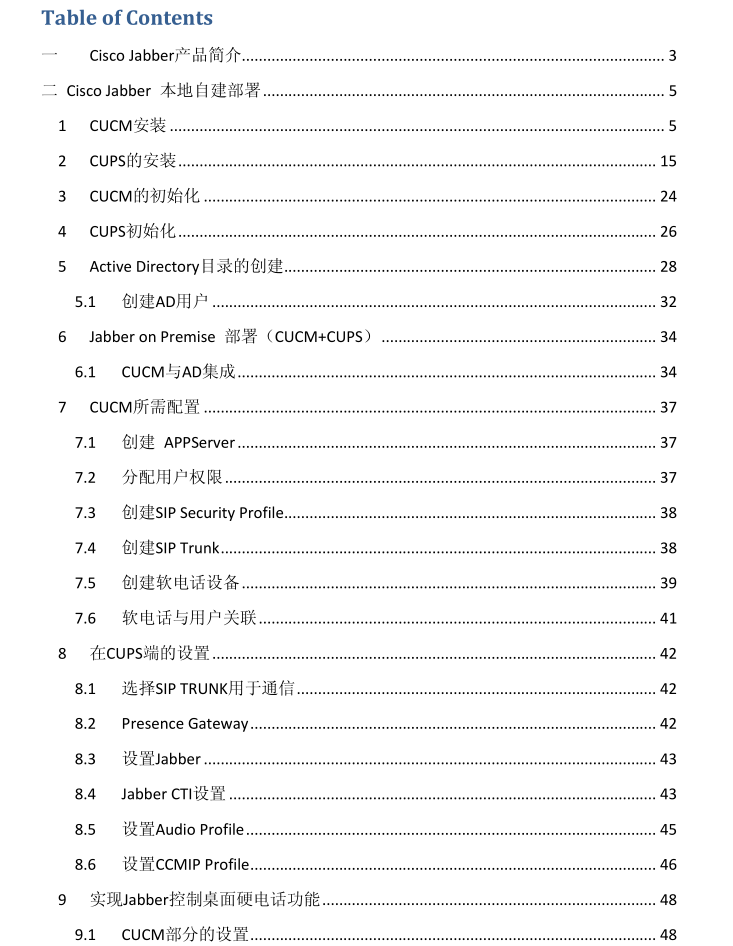 Table of Contents
一 Cisco Jabber产品简介 3
二 Cisco Jabber 本地自建部署 5
1 CUCM安装 5
2 CUPS的安装 15
3 CUCM的初始化 24
4 CUPS初始化 26
5 Active Directory目录的创建 28
5.1 创建AD用户 32
6 Jabber on Premise 部署（CUCM+CUPS） 34
6.1 CUCM与AD集成 34
7 CUCM所需配置 37
7.1 创建 APPServer 37
7.2 分配用户权限 37
7.3 创建SIP Security Profile 38
7.4 创建SIP Trunk 38
7.5 创建软电话设备 39
7.6 软电话与用户关联 41
8 在CUPS端的设置 42
8.1 选择SIP TRUNK用于通信 42
8.2 Presence Gateway 42
8.3 设置Jabber 43
8.4 Jabber CTI设置 43
8.5 设置Audio Profile 45
8.6 设置CCMIP Profile 46
9 实现Jabber控制桌面硬电话功能 48
9.1 CUCM部分的设置 48